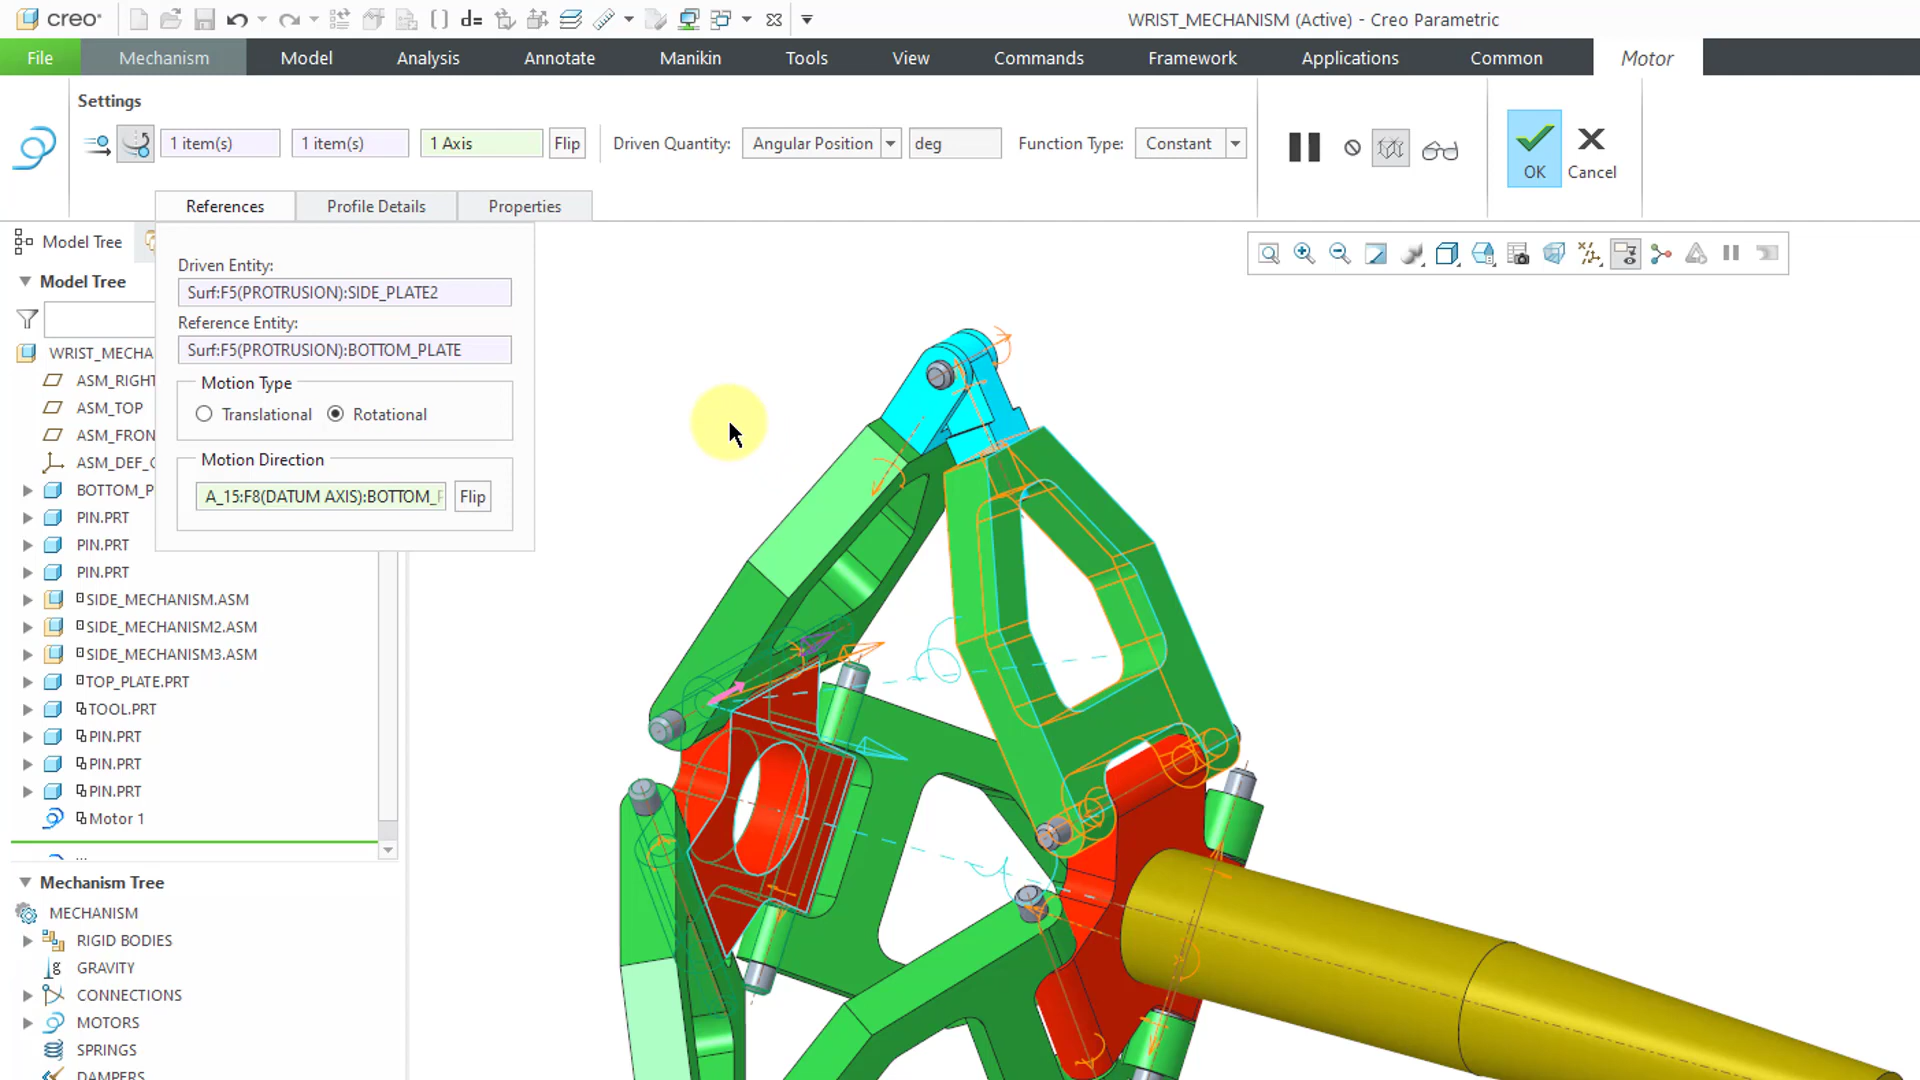 creo®
d=
WRIST_MECHANISM (Active) - Creo Parametric
File
Mechanism
Model
Analysis
Annotate
Manikin
Tools
View
Commands
Framework
Applications
Common
Motor
Settings
1 item(s)
1 item(s)
1 Axis
Flip
Driven Quantity:
Angular Position
deg
Function Type:
Constant
OK
Cancel
References
Profile Details
Properties
Model Tree
Driven Entity:
Surf:F5(PROTRUSION):SIDE_PLATE2
Reference Entity:
Surf:F5(PROTRUSION):BOTTOM_PLATE
Motion Type
Translational
Rotational
Motion Direction
A_15:F8(DATUM AXIS):BOTTOM_P
Flip
Model Tree
WRIST_MECHA
ASM_RIGHT
ASM_TOP
ASM_FRON
ASM_DEF_C
BOTTOM_P
PIN.PRT
PIN.PRT
PIN.PRT
SIDE_MECHANISM.ASM
SIDE_MECHANISM2.ASM
SIDE_MECHANISM3.ASM
TOP_PLATE.PRT
TOOL.PRT
PIN.PRT
PIN.PRT
PIN.PRT
Motor 1
...
Mechanism Tree
MECHANISM
RIGID BODIES
GRAVITY
CONNECTIONS
MOTORS
SPRINGS
DAMPERS